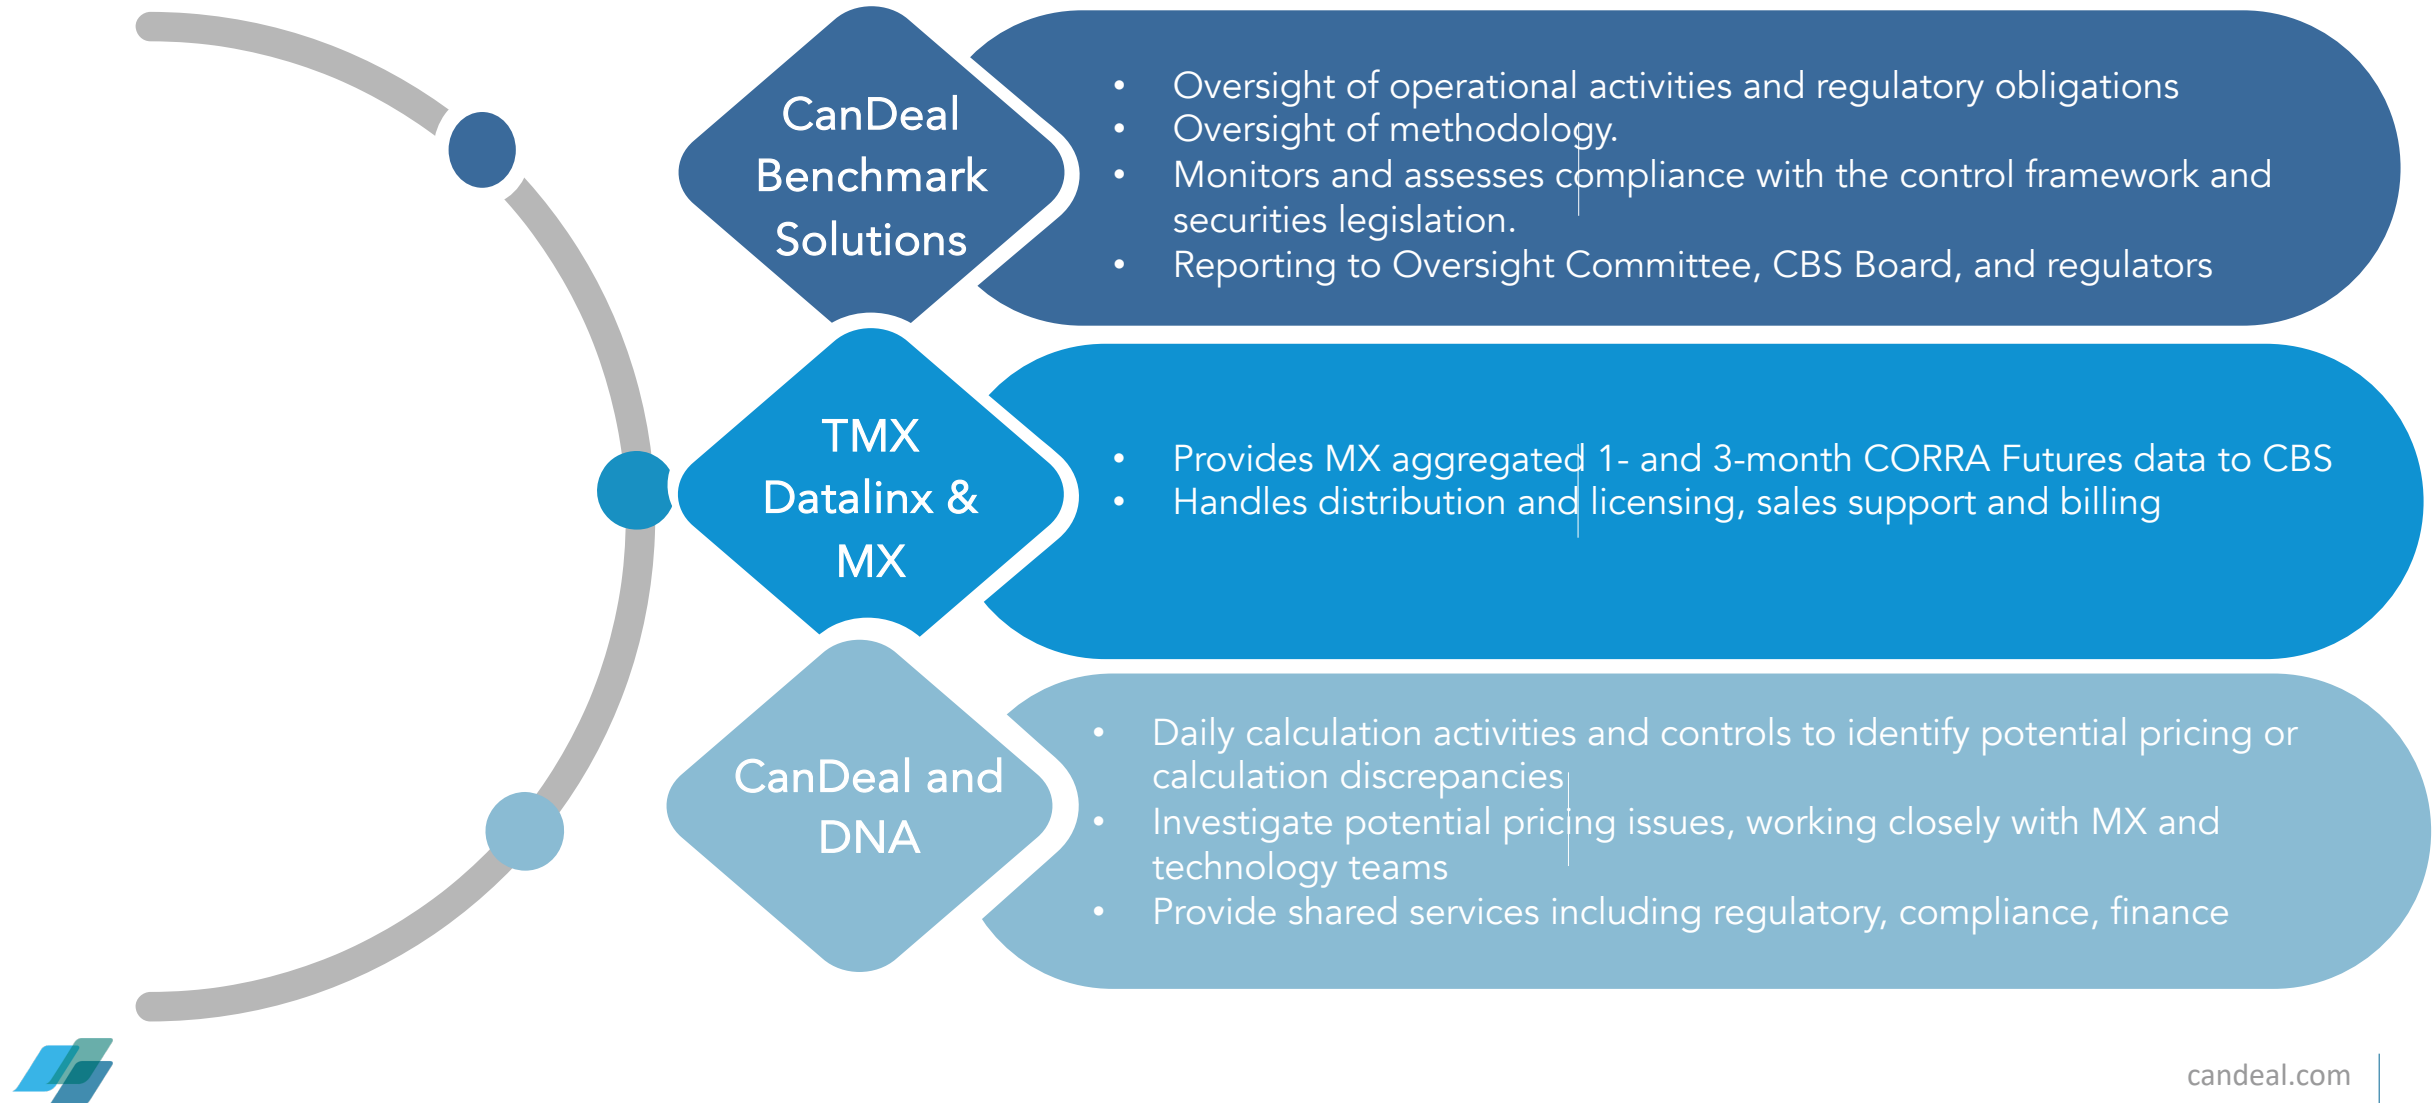 CanDeal
Benchmark
Solutions
• Oversight of operational activities and regulatory obligations
• Oversight of methodology.
• Monitors and assesses compliance with the control framework and
securities legislation.
• Reporting to Oversight Committee, CBS Board, and regulators
TMX
Datalinx &
MX
• Provides MX aggregated 1- and 3-month CORRA Futures data to CBS
• Handles distribution and licensing, sales support and billing
CanDeal and
DNA
• Daily calculation activities and controls to identify potential pricing or
calculation discrepancies
• Investigate potential pricing issues, working closely with MX and
technology teams
• Provide shared services including regulatory, compliance, finance
candeal.com